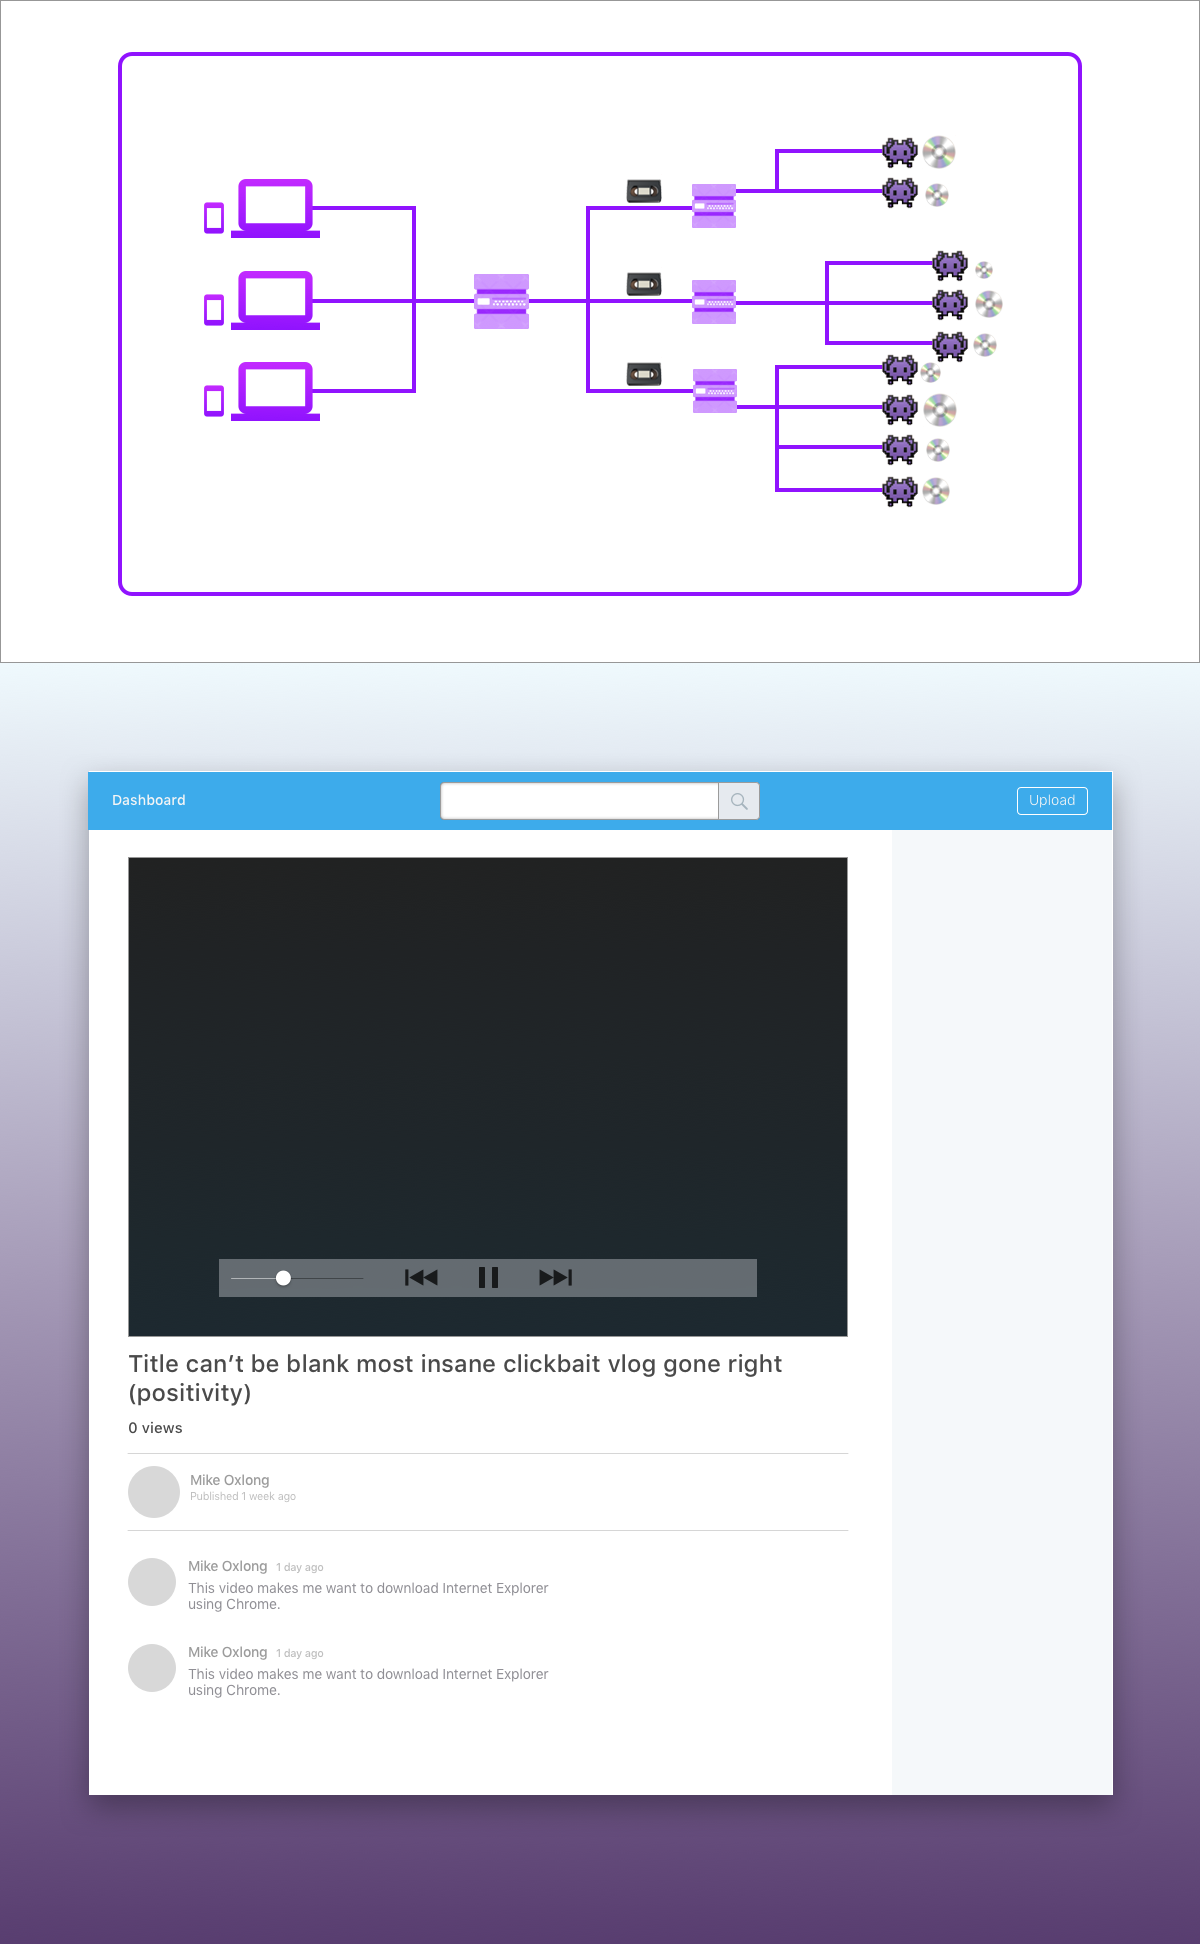 Dashboard
Upload
Title can’t be blank most insane clickbait vlog gone right
(positivity)
0 views
Mike Oxlong
Published 1 week ago
Mike Oxlong 1 day ago
This video makes me want to download Internet Explorer
using Chrome.
Mike Oxlong 1 day ago
This video makes me want to download Internet Explorer
using Chrome.